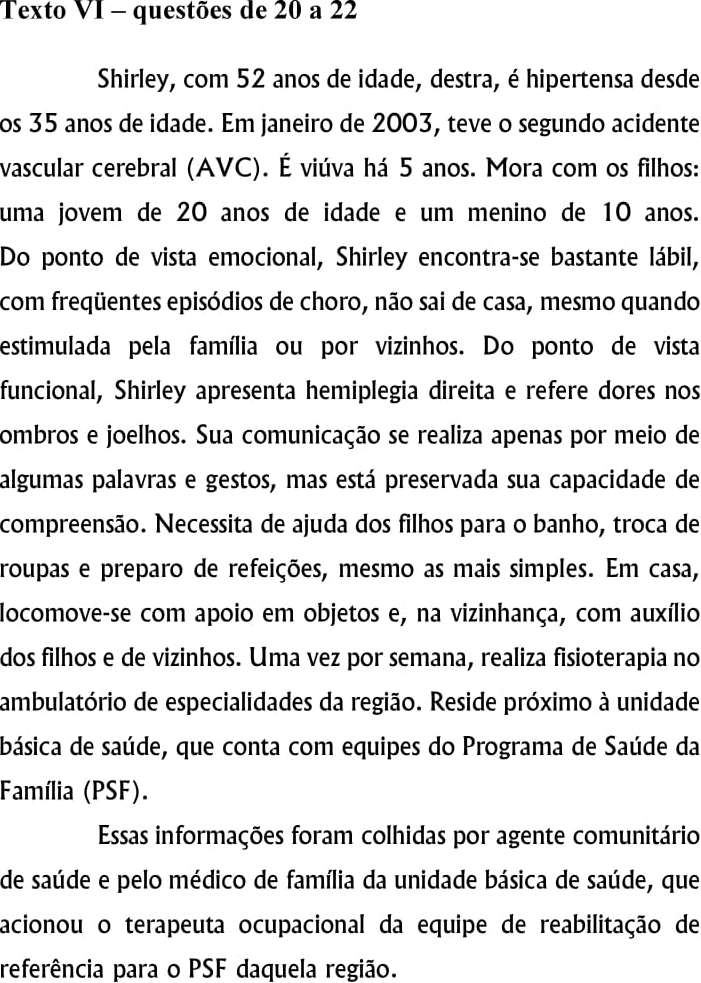 Texto VI – questões de 20 a 22
Shirley, com 52 anos de idade, destra, é hipertensa desde
os 35 anos de idade. Em janeiro de 2003, teve o segundo acidente
vascular cerebral (AVC). É viúva há 5 anos. Mora com os filhos:
uma jovem de 20 anos de idade e um menino de 10 anos.
Do ponto de vista emocional, Shirley encontra-se bastante lábil,
com freqüentes episódios de choro, não sai de casa, mesmo quando
estimulada pela família ou por vizinhos. Do ponto de vista
funcional, Shirley apresenta hemiplegia direita e refere dores nos
ombros e joelhos. Sua comunicação se realiza apenas por meio de
algumas palavras e gestos, mas está preservada sua capacidade de
compreensão. Necessita de ajuda dos filhos para o banho, troca de
roupas e preparo de refeições, mesmo as mais simples. Em casa,
locomove-se com apoio em objetos e, na vizinhança, com auxílio
dos filhos e de vizinhos. Uma vez por semana, realiza fisioterapia no
ambulatório de especialidades da região. Reside próximo à unidade
básica de saúde, que conta com equipes do Programa de Saúde da
Família (PSF).
Essas informações foram colhidas por agente comunitário
de saúde e pelo médico de família da unidade básica de saúde, que
acionou o terapeuta ocupacional da equipe de reabilitação de
referência para o PSF daquela região.